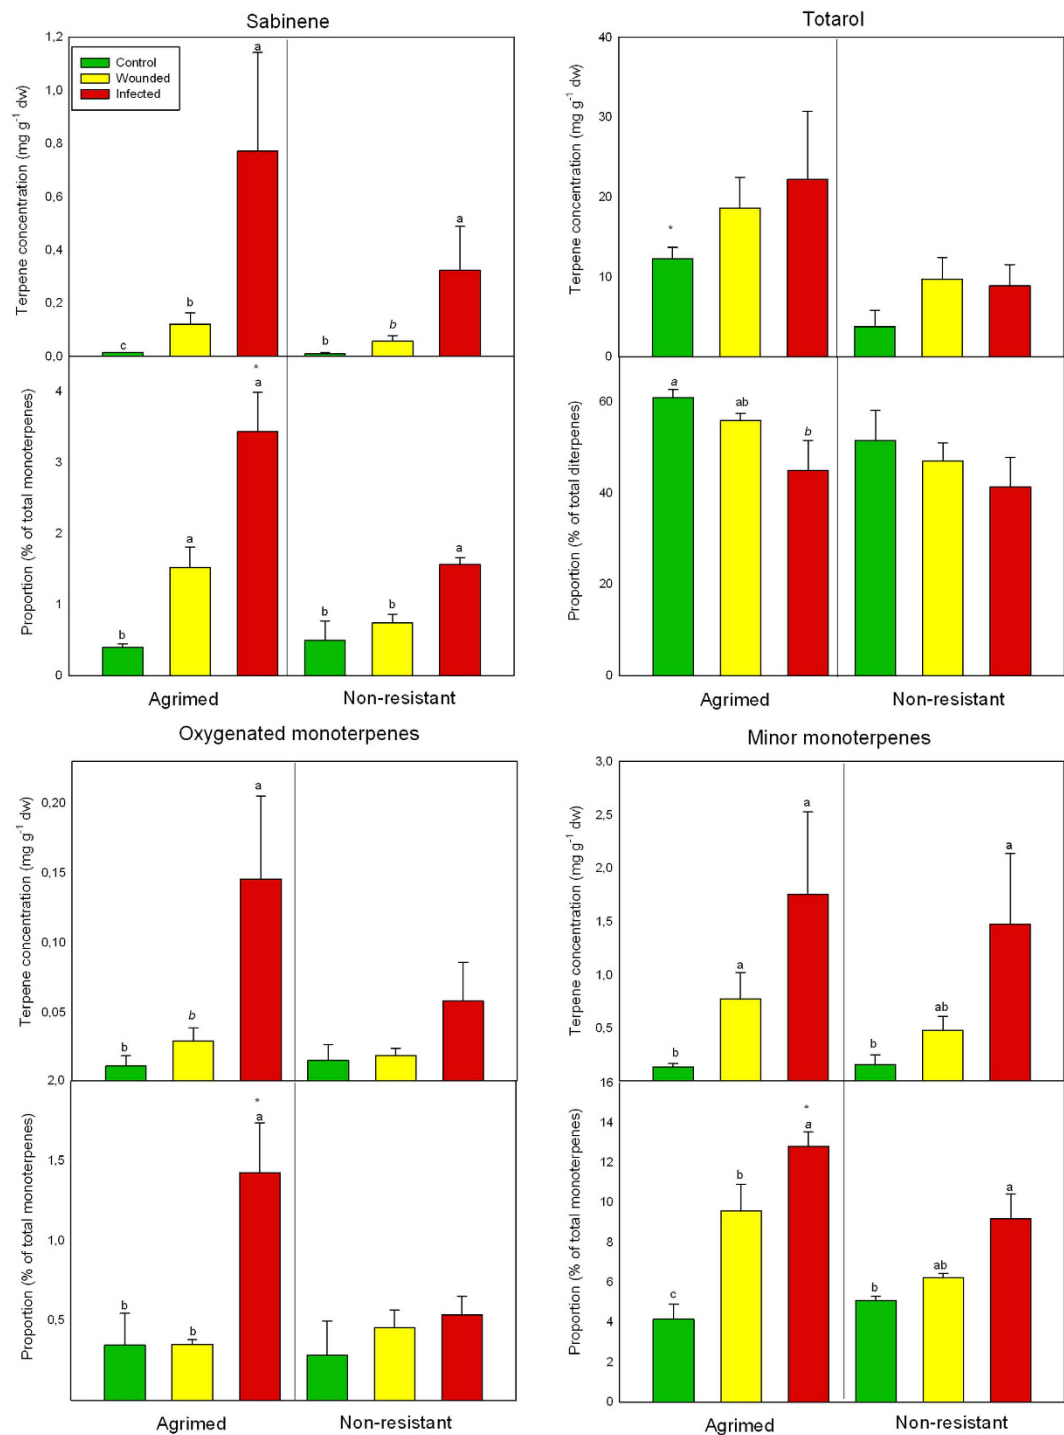 Sabinene
Terpene concentration (mg g⁻¹ dw)
1,2
1,0
0,8
0,6
0,4
0,2
0,0
Control
Wounded
Infected
c
b
a
b
b
a
Proportion (% of total monoterpenes)
4
3
2
1
0
b
a
*
a
b
b
a
Agrimed
Non-resistant
Totarol
Terpene concentration (mg g⁻¹ dw)
40
30
20
10
0
*
Proportion (% of total diterpenes)
60
40
20
0
a
ab
b
Agrimed
Non-resistant
Oxygenated monoterpenes
Terpene concentration (mg g⁻¹ dw)
0,20
0,15
0,10
0,05
b
b
a
Proportion (% of total monoterpenes)
2,0
1,5
1,0
0,5
b
b
*
a
Agrimed
Non-resistant
Minor monoterpenes
Terpene concentration (mg g⁻¹ dw)
3,0
2,5
2,0
1,5
1,0
0,5
b
a
a
b
ab
a
Proportion (% of total monoterpenes)
16
14
12
10
8
6
4
2
0
c
b
*
a
b
ab
a
Agrimed
Non-resistant